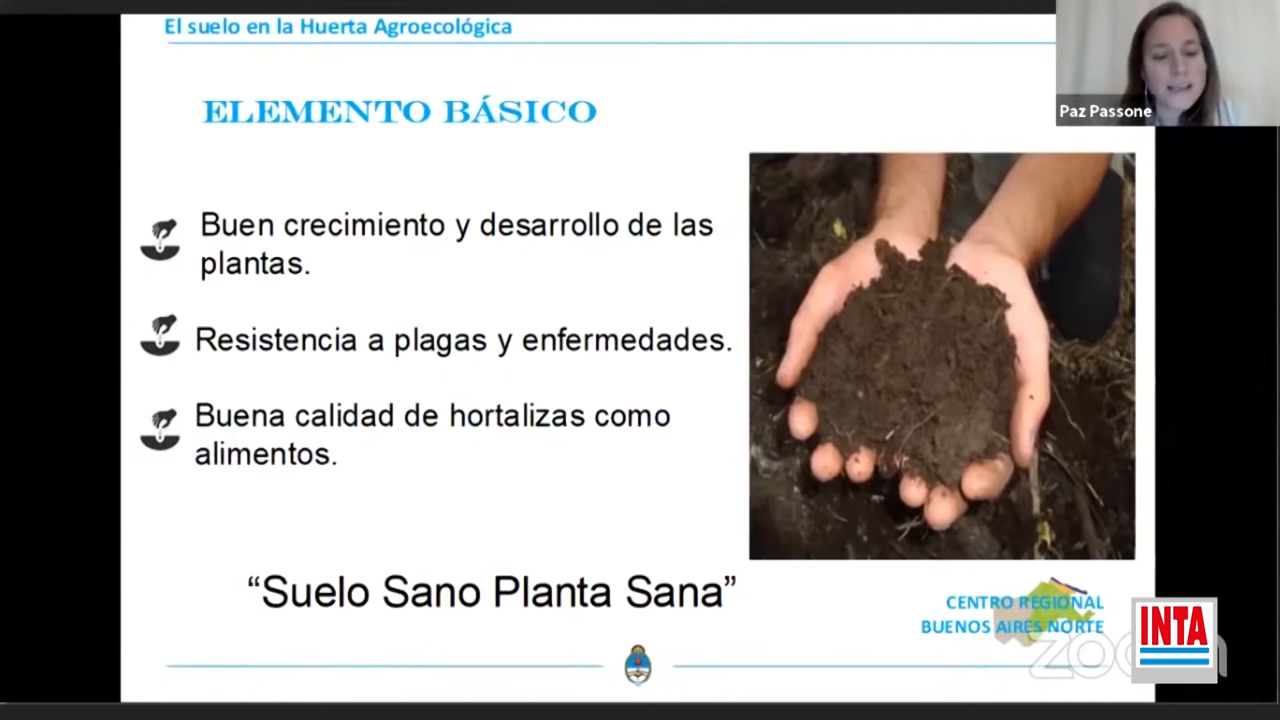 El suelo en la Huerta Agroecológica
Paz Passone
ELEMENTO BÁSICO
Buen crecimiento y desarrollo de las
plantas.
Resistencia a plagas y enfermedades.
Buena calidad de hortalizas como
alimentos.
“Suelo Sano Planta Sana”
CENTRO REGIONAL
BUENOS AIRES NORTE
zoom
INTA